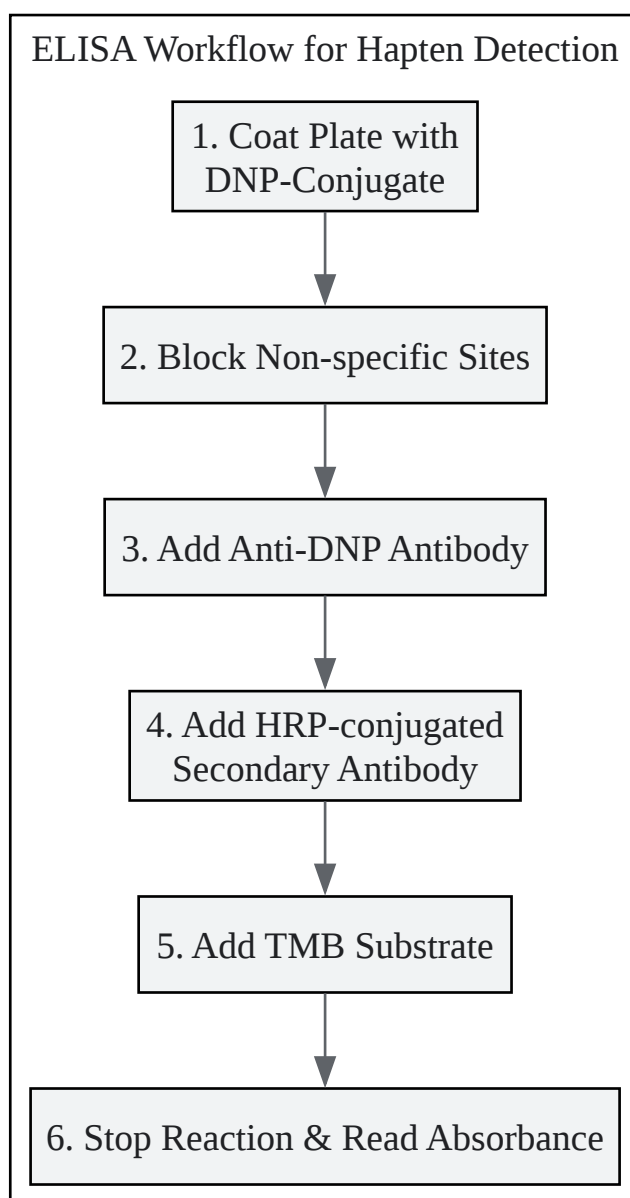 ELISA Workflow for Hapten Detection
1. Coat Plate with
DNP-Conjugate
2. Block Non-specific Sites
3. Add Anti-DNP Antibody
4. Add HRP-conjugated
Secondary Antibody
5. Add TMB Substrate
6. Stop Reaction & Read Absorbance